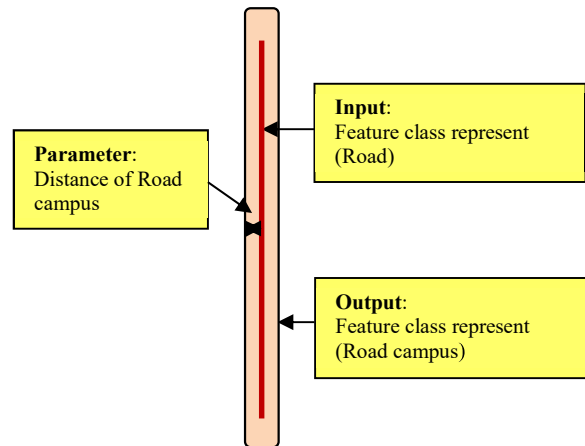 Input:
Feature class represent
(Road)
Parameter:
Distance of Road
campus
Output:
Feature class represent
(Road campus)